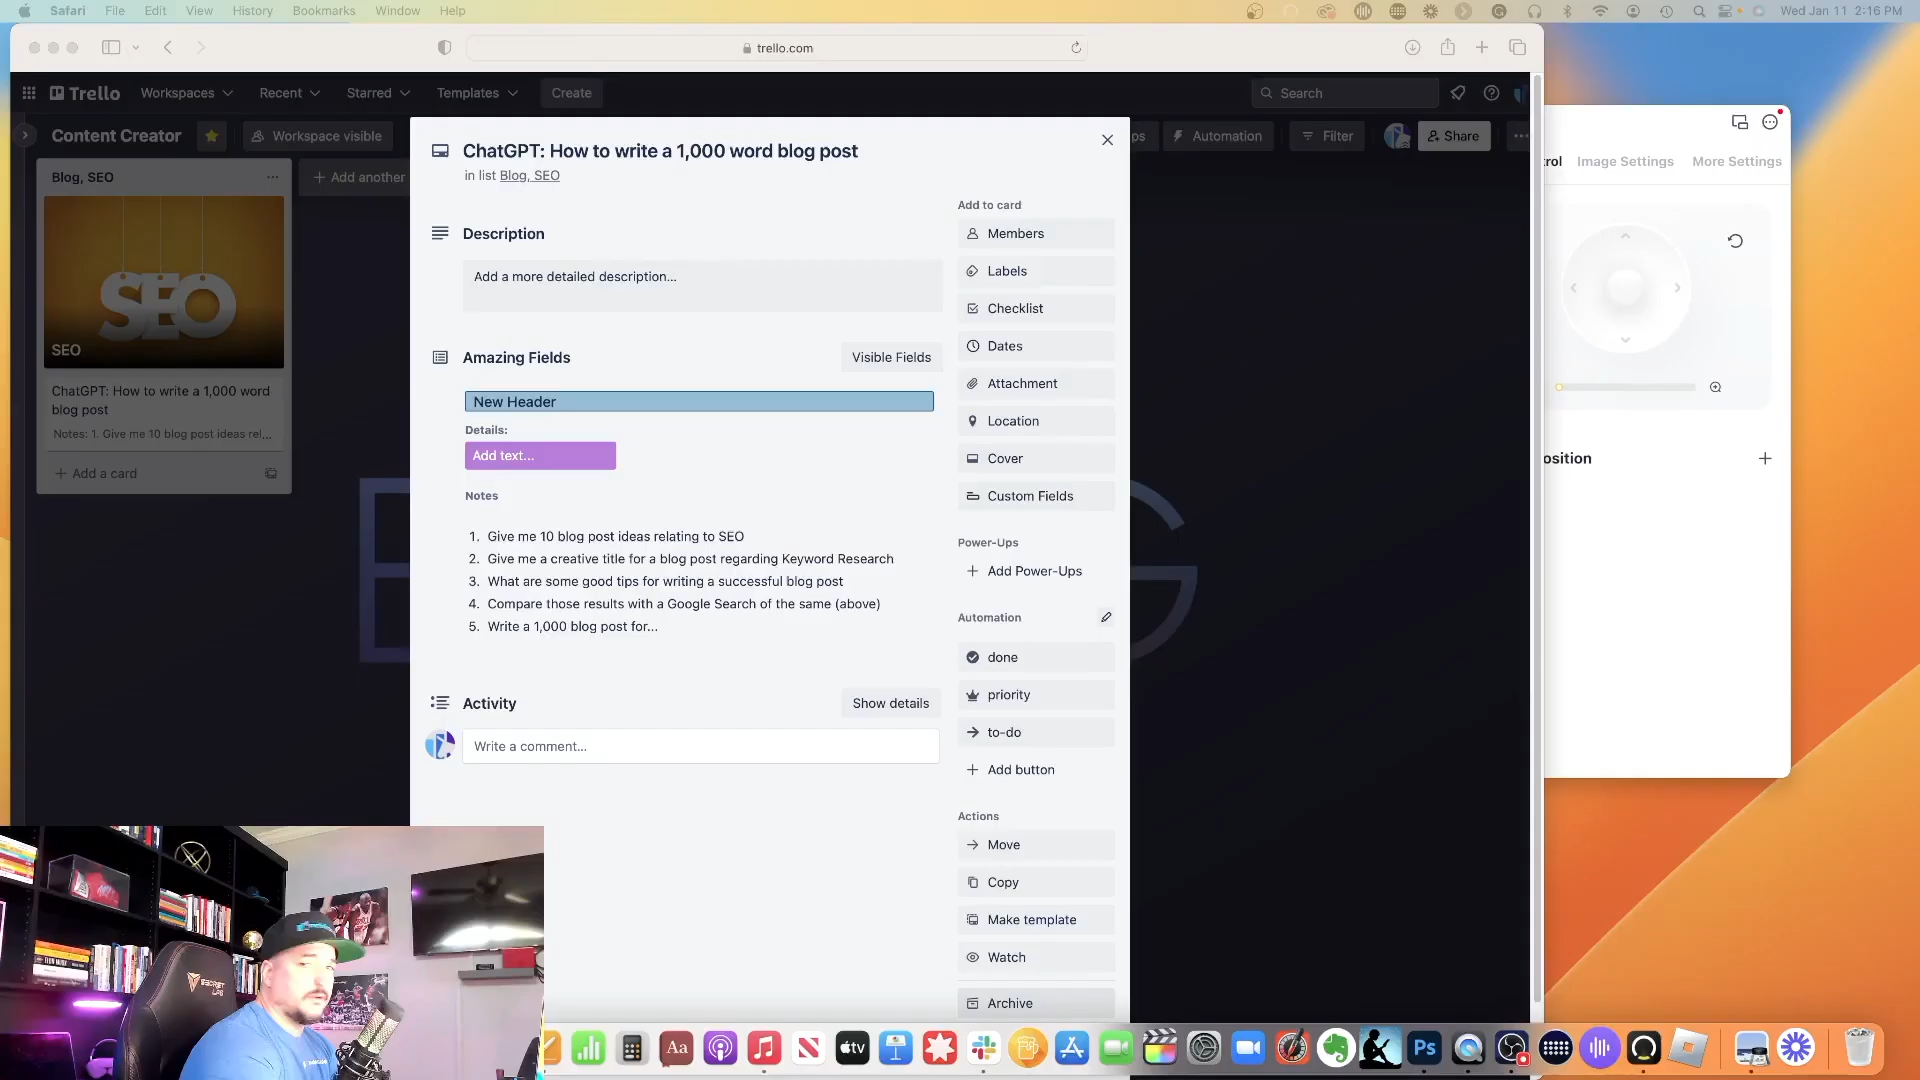 Safari File Edit View History Bookmarks Window Help
Wed Jan 11 2:16 PM
trello.com
Trello Workspaces Recent Starred Templates Create
Search
Content Creator Workspace visible
ps Automation Filter Share
Blog, SEO
Add another
SEO
SEO
ChatGPT: How to write a 1,000 word
blog post
Notes: 1. Give me 10 blog post ideas rel...
Add a card
ChatGPT: How to write a 1,000 word blog post
in list Blog, SEO
Description
Add a more detailed description...
Amazing Fields
Visible Fields
New Header
Details:
Add text...
Notes
1. Give me 10 blog post ideas relating to SEO
2. Give me a creative title for a blog post regarding Keyword Research
3. What are some good tips for writing a successful blog post
4. Compare those results with a Google Search of the same (above)
5. Write a 1,000 blog post for...
Activity
Show details
Write a comment...
Add to card
Members
Labels
Checklist
Dates
Attachment
Location
Cover
Custom Fields
Power-Ups
Add Power-Ups
Automation
done
priority
to-do
Add button
Actions
Move
Copy
Make template
Watch
Archive
rol Image Settings More Settings
osition
SECRET
LAB
Aa
tv
Ps